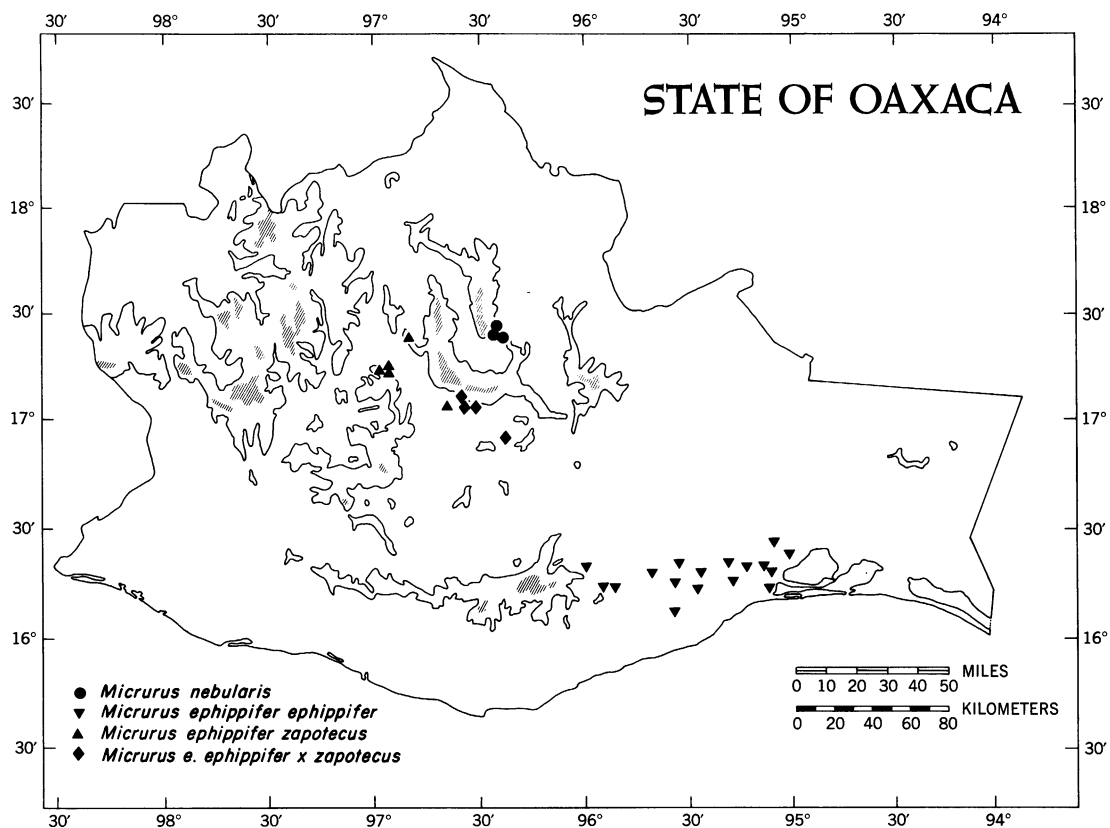 30′ 98° 30′ 97° 30′ 96° 30′ 95° 30′ 94°
STATE OF OAXACA
30′ 30′
18° 18°
30′ 30′
17° 17°
30′ 30′
16° 16°
MILES
0 10 20 30 40 50
Micrurus nebularis
Micrurus ephippifer ephippifer
KILOMETERS
0 20 40 60 80
Micrurus ephippifer zapotecus
Micrurus e. ephippifer x zapotecus
30′ 30′
30′ 98° 30′ 97° 30′ 96° 30′ 95° 30′ 94°